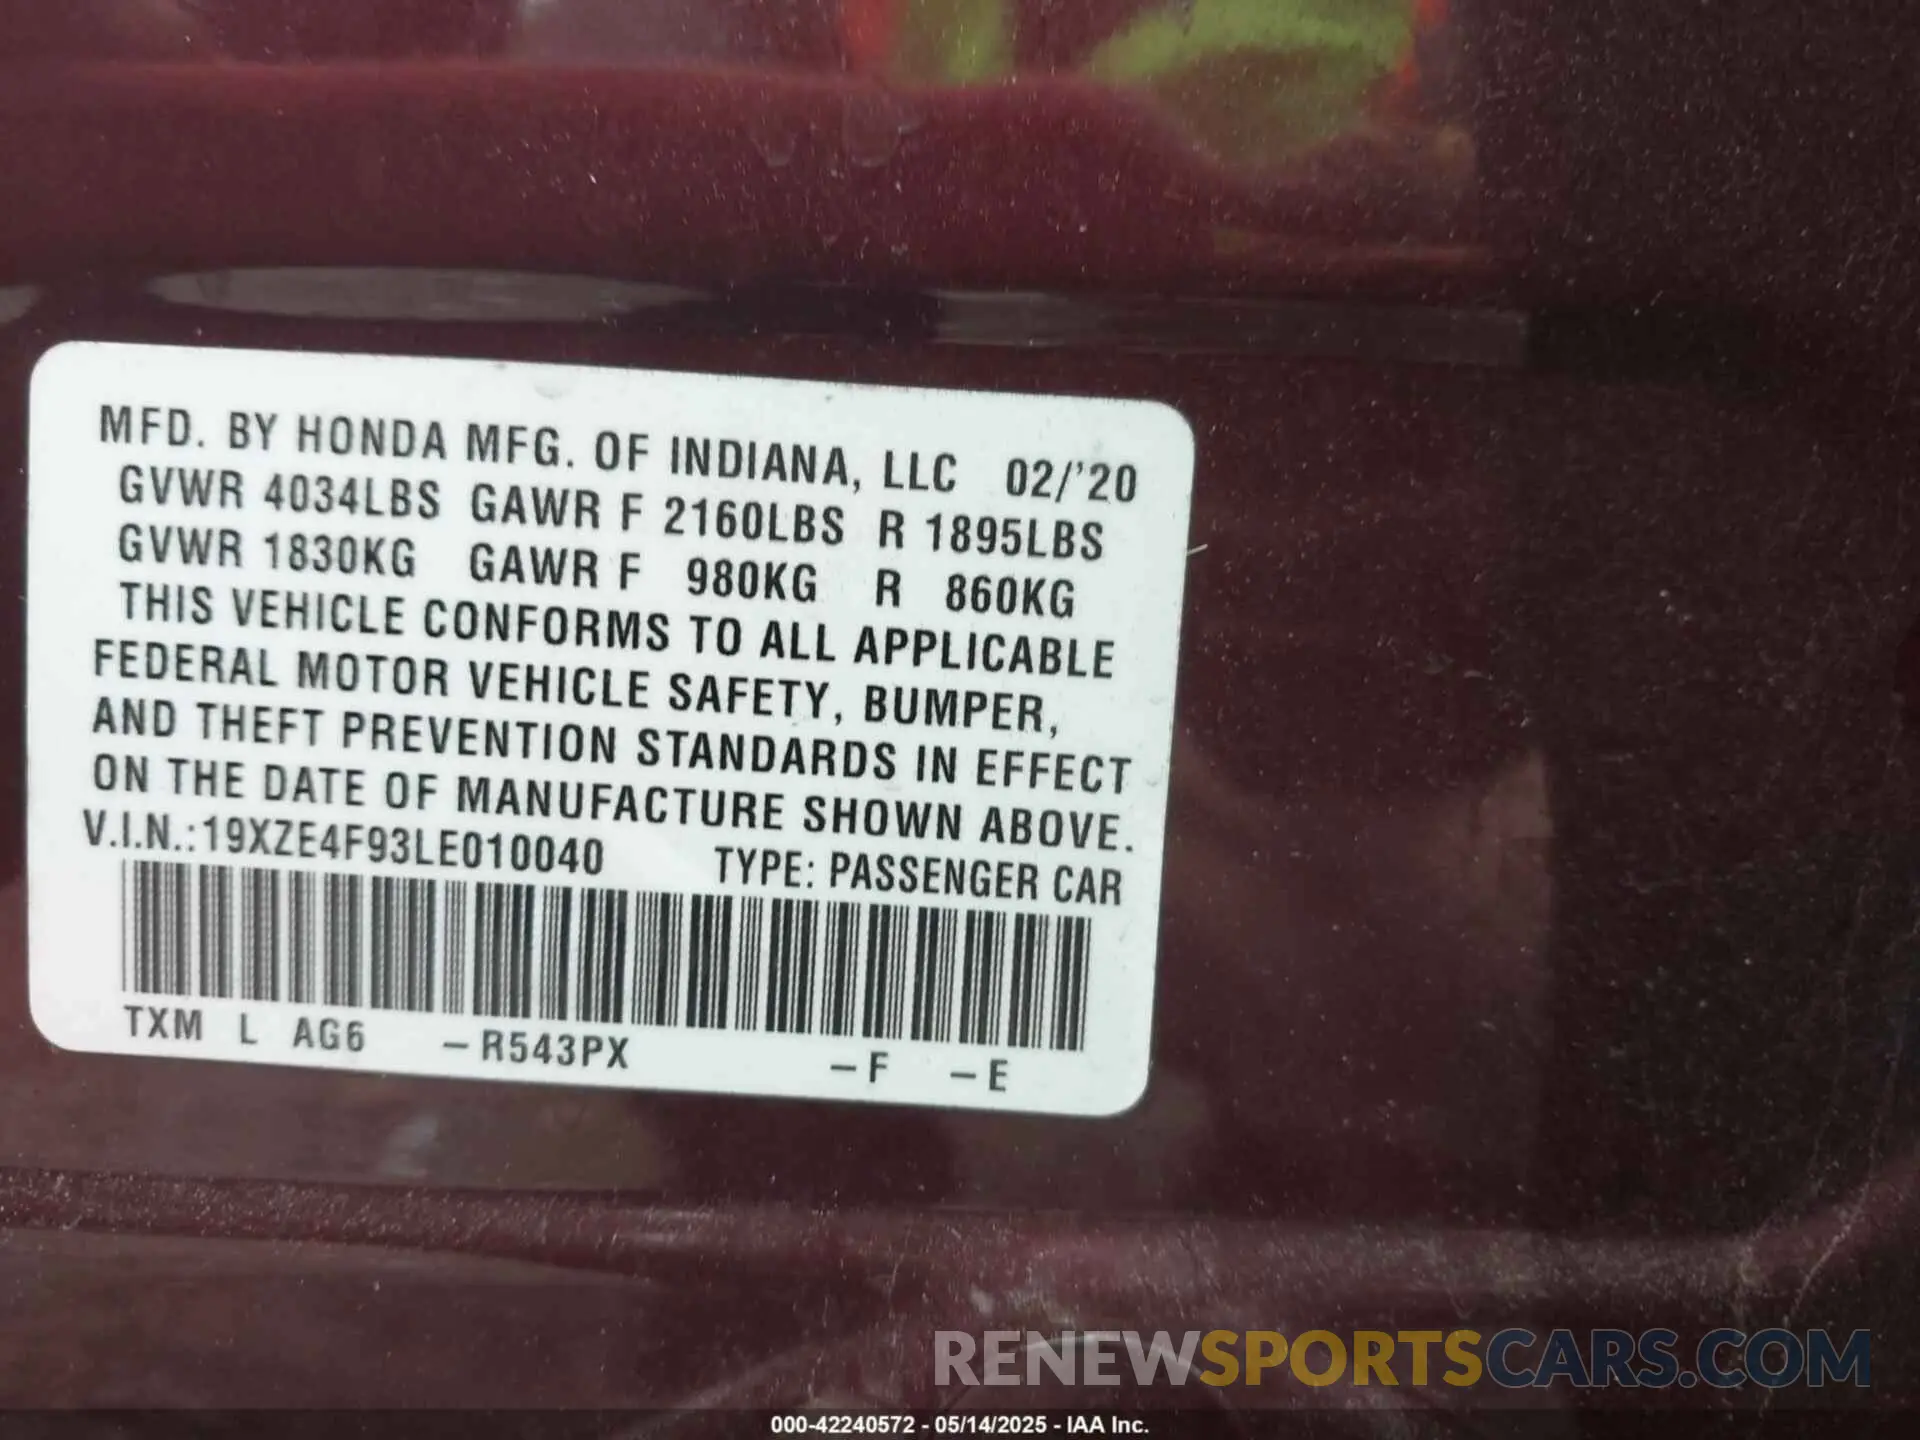 MFD. BY HONDA MFG. OF INDIANA, LLC 02/'20
GVWR 4034LBS GAWR F 2160LBS R 1895LBS
GVWR 1830KG GAWR F 980KG R 860KG
THIS VEHICLE CONFORMS TO ALL APPLICABLE
FEDERAL MOTOR VEHICLE SAFETY, BUMPER,
AND THEFT PREVENTION STANDARDS IN EFFECT
ON THE DATE OF MANUFACTURE SHOWN ABOVE.
V.I.N.:19XZE4F93LE010040 TYPE: PASSENGER CAR
TXM L AG6 –R543PX –F –E
RENEWSPORTSCARS.COM
000-42240572 - 05/14/2025 - IAA Inc.